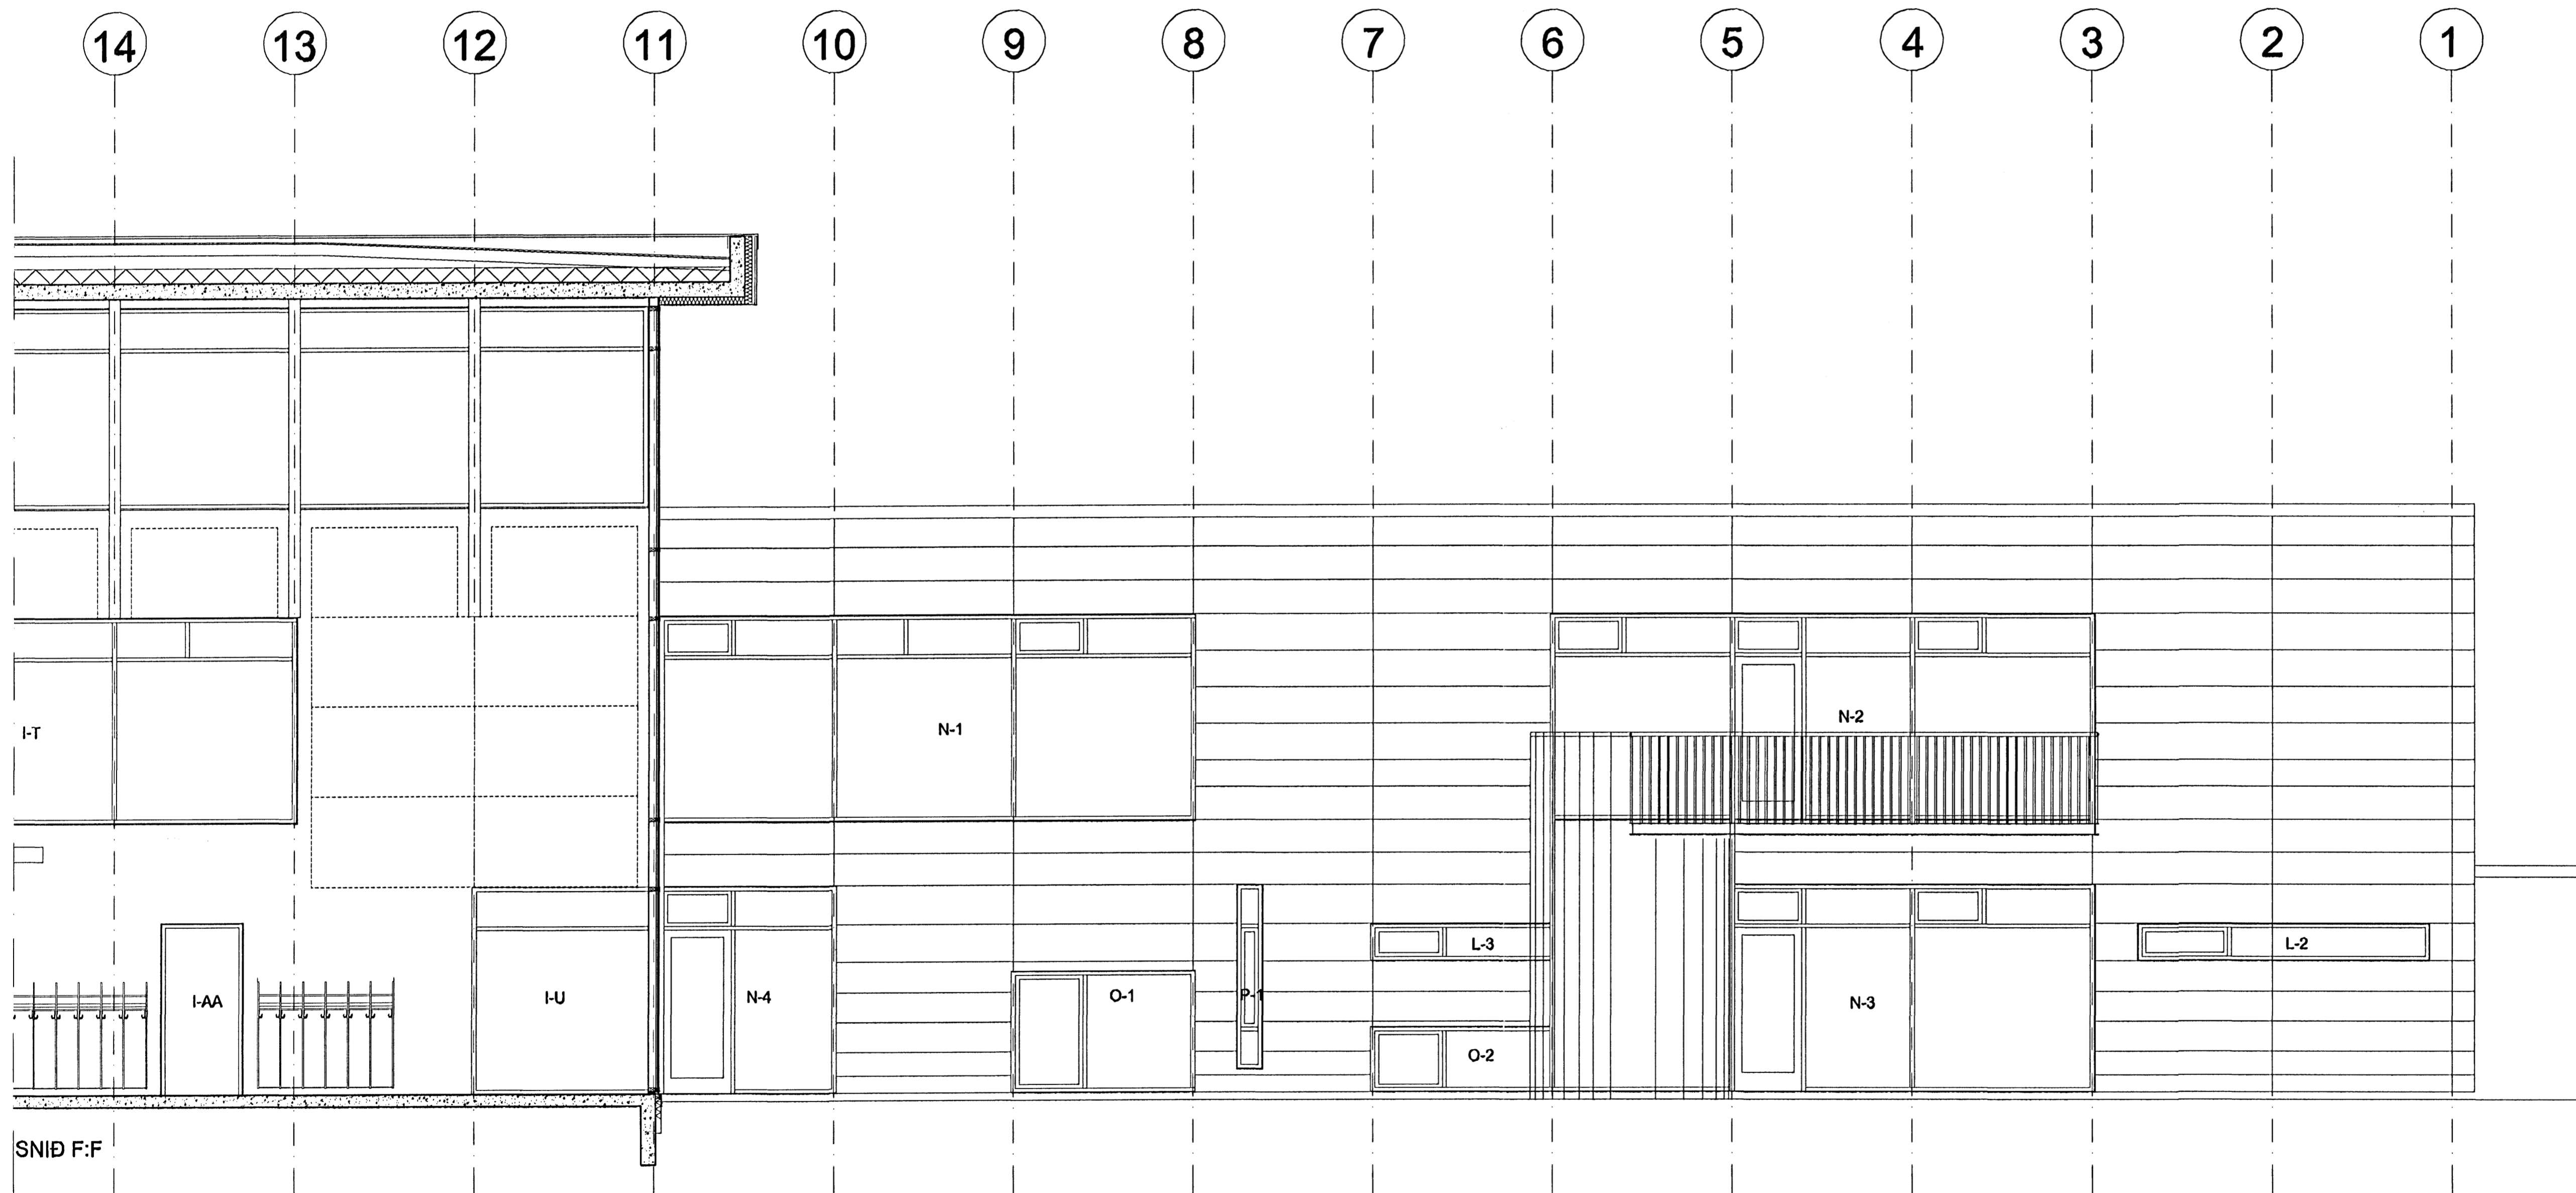 14 13 12 11 10 9 8 7 6 5 4 3 2 1
N-2
I-T N-1
L-3 L-2
I-AA I-U N-4 O-1 P-1 N-3
O-2
SNIÐ F:F